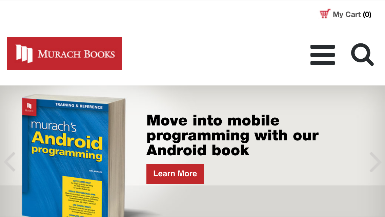 My Cart (0)
MURACH BOOKS
TRAINING & REFERENCE
murach's
Android
programming
Move into mobile
programming with our
Android book
Learn More